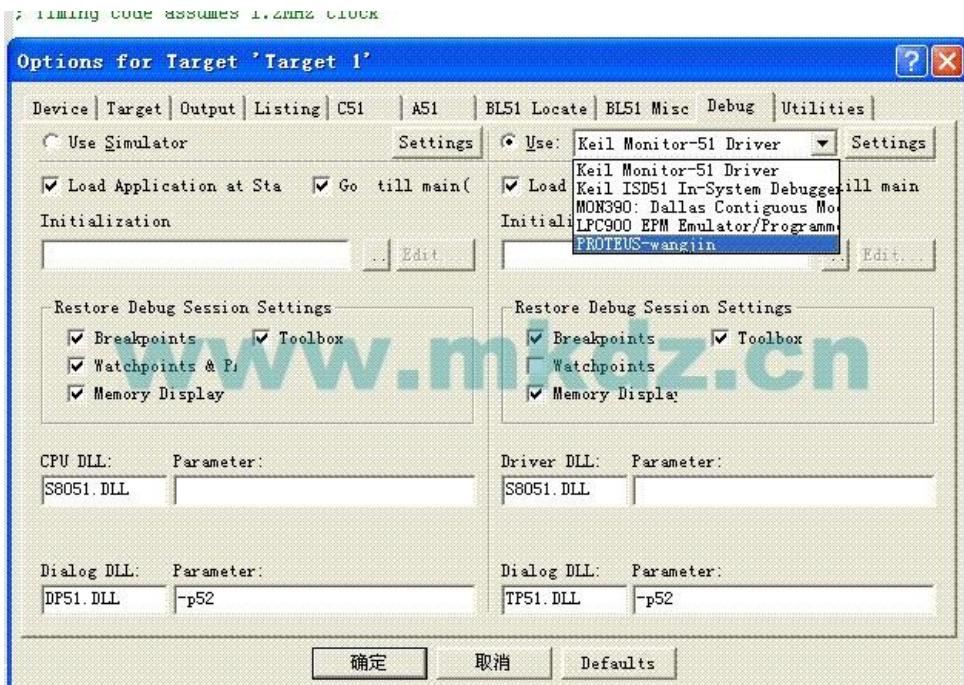 ; Timing code assumes 1.2MHz clock
Options for Target 'Target 1'
Device Target Output Listing C51 A51 BL51 Locate BL51 Misc Debug Utilities
Use Simulator Settings Use: Keil Monitor-51 Driver Settings
Keil Monitor-51 Driver
Load Application at Sta Go till main( Load Keil ISD51 In-System Debugge till main
MON390: Dallas Contiguous Mo
Initialization Initiali LPC900 EPM Emulator/Programm
PROTEUS-wangjin
.. Edit .. Edit...
Restore Debug Session Settings Restore Debug Session Settings
Breakpoints Toolbox Breakpoints Toolbox
www.mkdz.cn
Watchpoints & P Watchpoints
Memory Display Memory Display
CPU DLL: Parameter: Driver DLL: Parameter:
S8051.DLL S8051.DLL
Dialog DLL: Parameter: Dialog DLL: Parameter:
DP51.DLL -p52 TP51.DLL -p52
确定 取消 Defaults